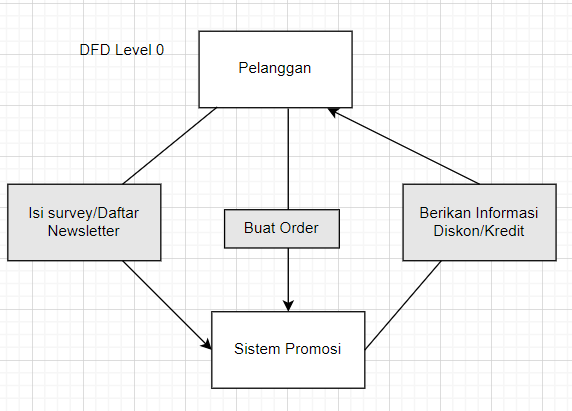 DFD Level 0
Pelanggan
Isi survey/Daftar
Newsletter
Buat Order
Berikan Informasi
Diskon/Kredit
Sistem Promosi